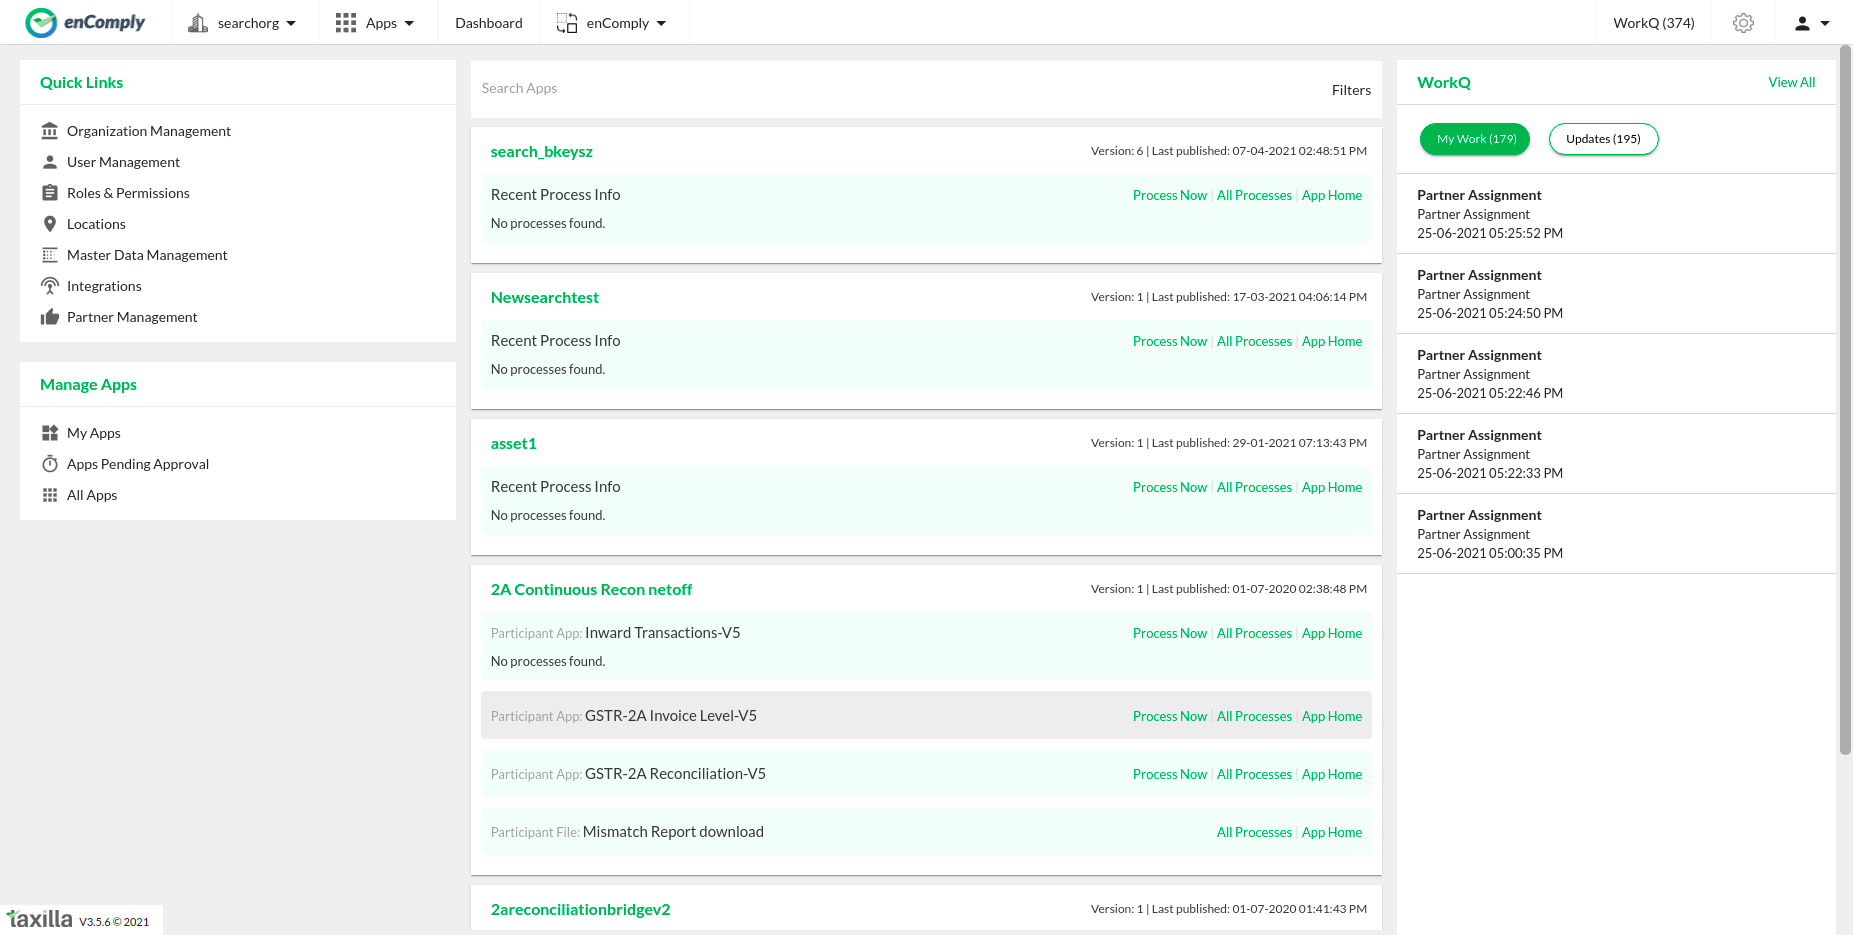 enComply
searchorg
Apps
Dashboard
enComply
WorkQ (374)
Quick Links
Organization Management
User Management
Roles & Permissions
Locations
Master Data Management
Integrations
Partner Management
Manage Apps
My Apps
Apps Pending Approval
All Apps
Search Apps
Filters
search_bkeysz
Version: 6 | Last published: 07-04-2021 02:48:51 PM
Recent Process Info
Process Now | All Processes | App Home
No processes found.
Newsearchtest
Version: 1 | Last published: 17-03-2021 04:06:14 PM
Recent Process Info
Process Now | All Processes | App Home
No processes found.
asset1
Version: 1 | Last published: 29-01-2021 07:13:43 PM
Recent Process Info
Process Now | All Processes | App Home
No processes found.
2A Continuous Recon netoff
Version: 1 | Last published: 01-07-2020 02:38:48 PM
Participant App: Inward Transactions-V5
Process Now | All Processes | App Home
No processes found.
Participant App: GSTR-2A Invoice Level-V5
Process Now | All Processes | App Home
Participant App: GSTR-2A Reconciliation-V5
Process Now | All Processes | App Home
Participant File: Mismatch Report download
All Processes | App Home
2areconciliationbridgev2
Version: 1 | Last published: 01-07-2020 01:41:43 PM
WorkQ
View All
My Work (179)
Updates (195)
Partner Assignment
Partner Assignment
25-06-2021 05:25:52 PM
Partner Assignment
Partner Assignment
25-06-2021 05:24:50 PM
Partner Assignment
Partner Assignment
25-06-2021 05:22:46 PM
Partner Assignment
Partner Assignment
25-06-2021 05:22:33 PM
Partner Assignment
Partner Assignment
25-06-2021 05:00:35 PM
taxilla V3.5.6 © 2021